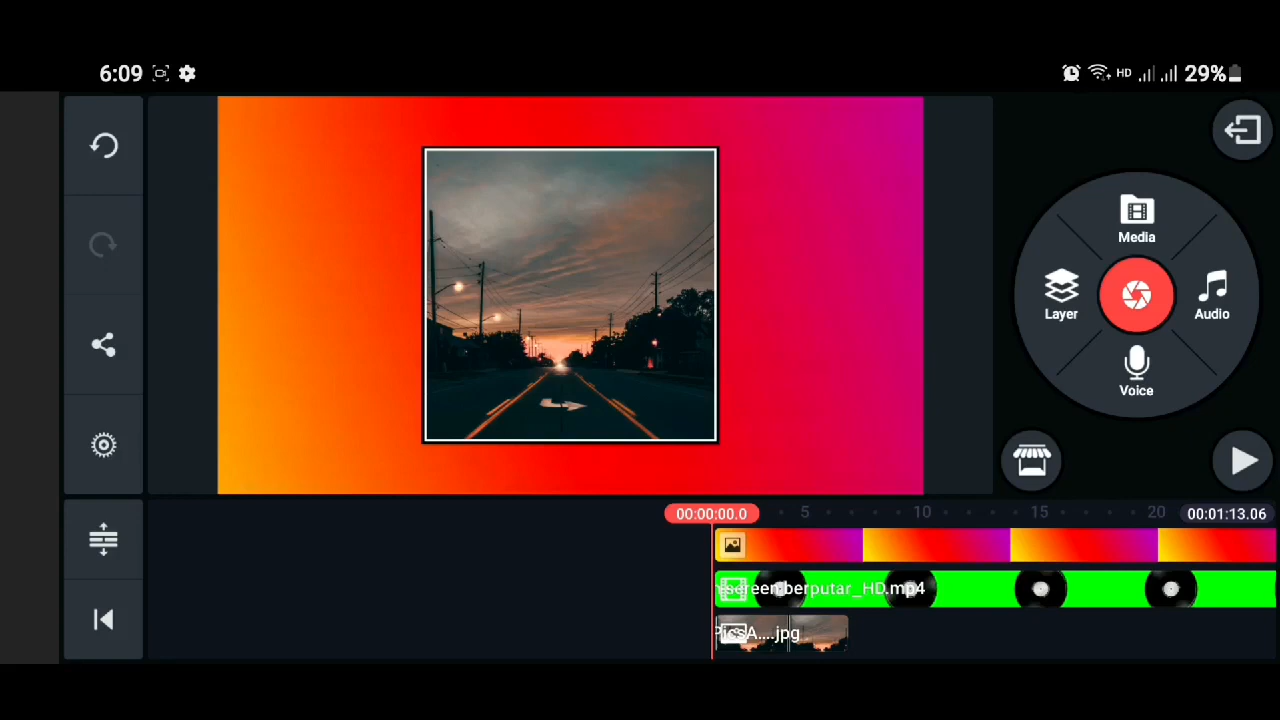 6:09
HD
29%
Media
Layer
Audio
Voice
00:00:00.0
5
10
15
20
00:01:13.06
berputar_HD.mp4
PicsA....jpg